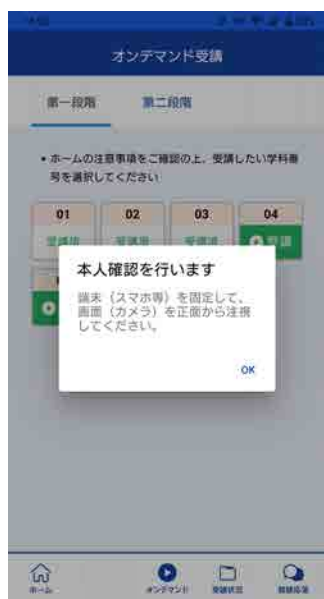 オンデマンド受講
第一段階
第二段階
• ホームの注意事項をご確認の上、受講したい学科番
号を選択してください
01
02
03
04
受講済
受講済
受講済
受講
本人確認を行います
端末（スマホ等）を固定して、
画面（カメラ）を正面から注視
してください。
OK
ホーム
オンデマンド
受講状況